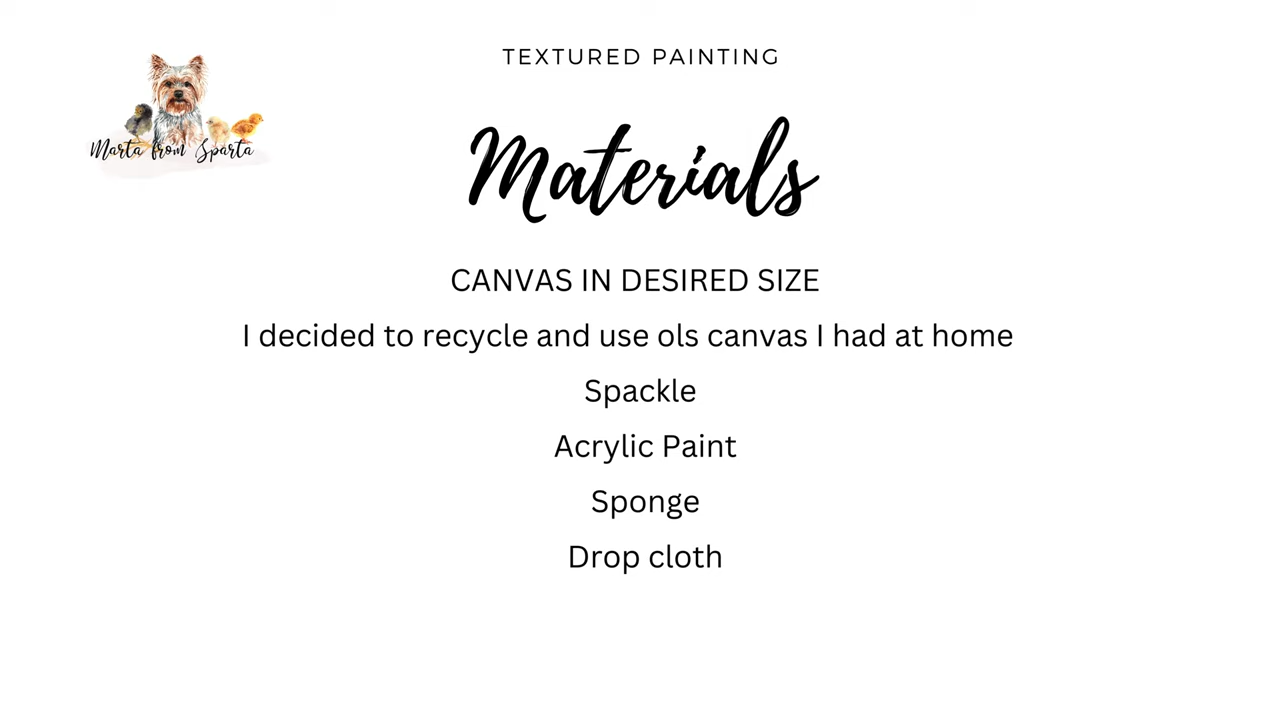 TEXTURED PAINTING
Marta from Sparta
Materials
CANVAS IN DESIRED SIZE
I decided to recycle and use ols canvas I had at home
Spackle
Acrylic Paint
Sponge
Drop cloth